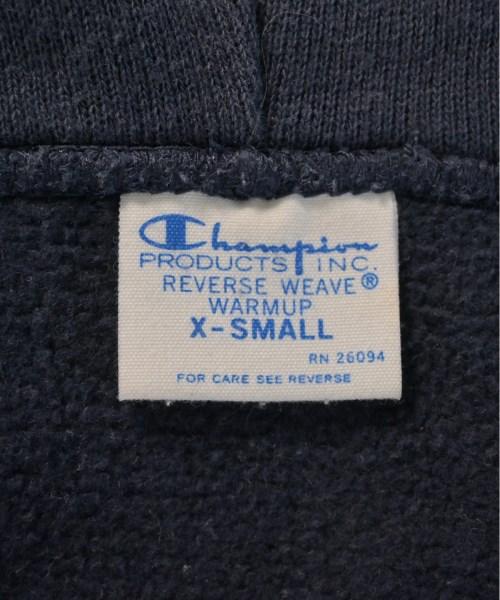 Champion
PRODUCTS INC.
REVERSE WEAVE®
WARMUP
X-SMALL
RN 26094
FOR CARE SEE REVERSE